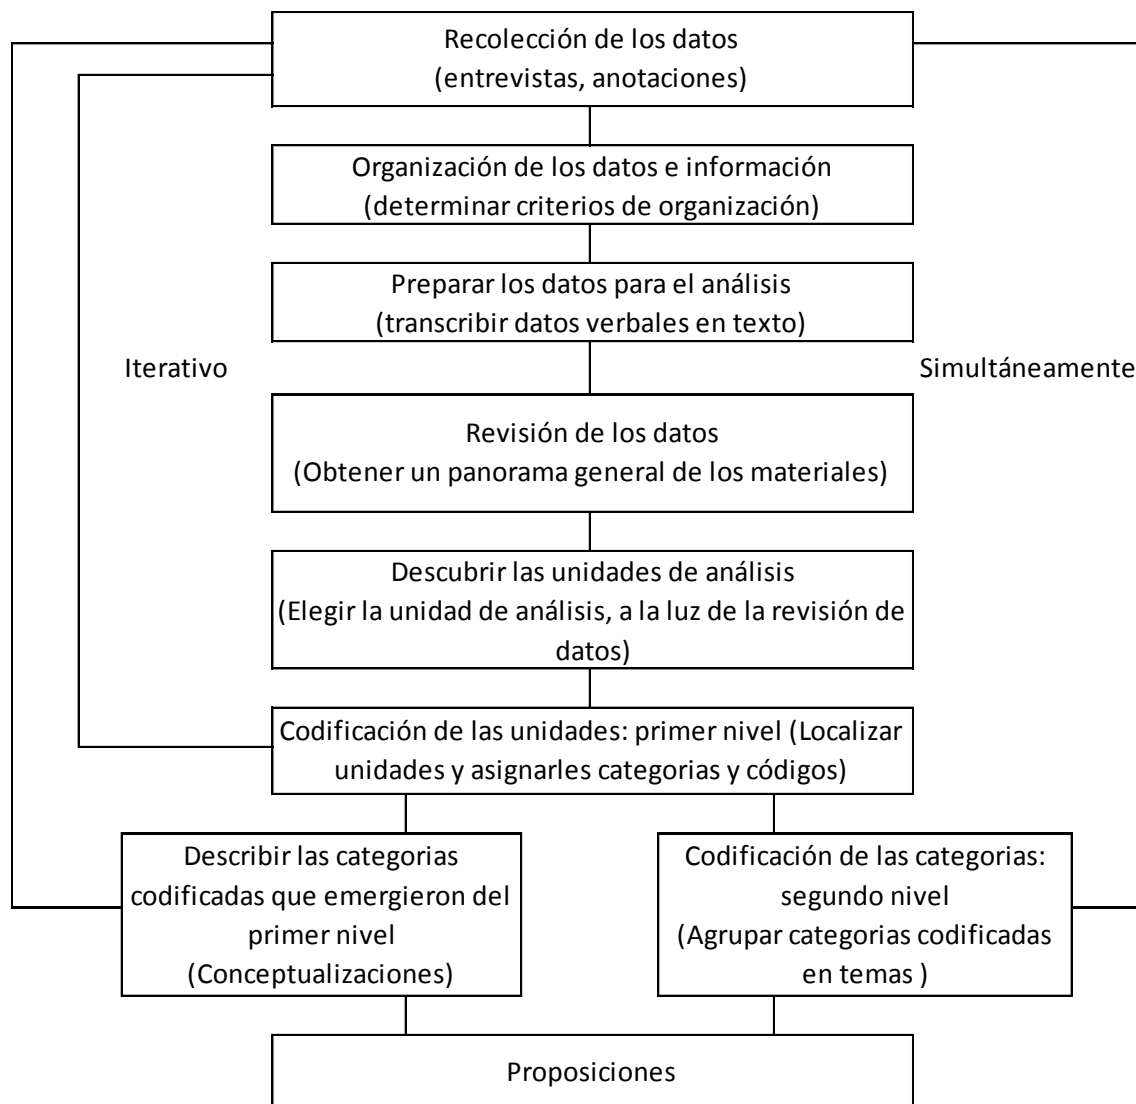 Recolección de los datos
(entrevistas, anotaciones)
Organización de los datos e información
(determinar criterios de organización)
Preparar los datos para el análisis
(transcribir datos verbales en texto)
Iterativo
Simultáneamente
Revisión de los datos
(Obtener un panorama general de los materiales)
Descubrir las unidades de análisis
(Elegir la unidad de análisis, a la luz de la revisión de
datos)
Codificación de las unidades: primer nivel (Localizar
unidades y asignarles categorias y códigos)
Describir las categorias
codificadas que emergieron del
primer nivel
(Conceptualizaciones)
Codificación de las categorias:
segundo nivel
(Agrupar categorias codificadas
en temas )
Proposiciones